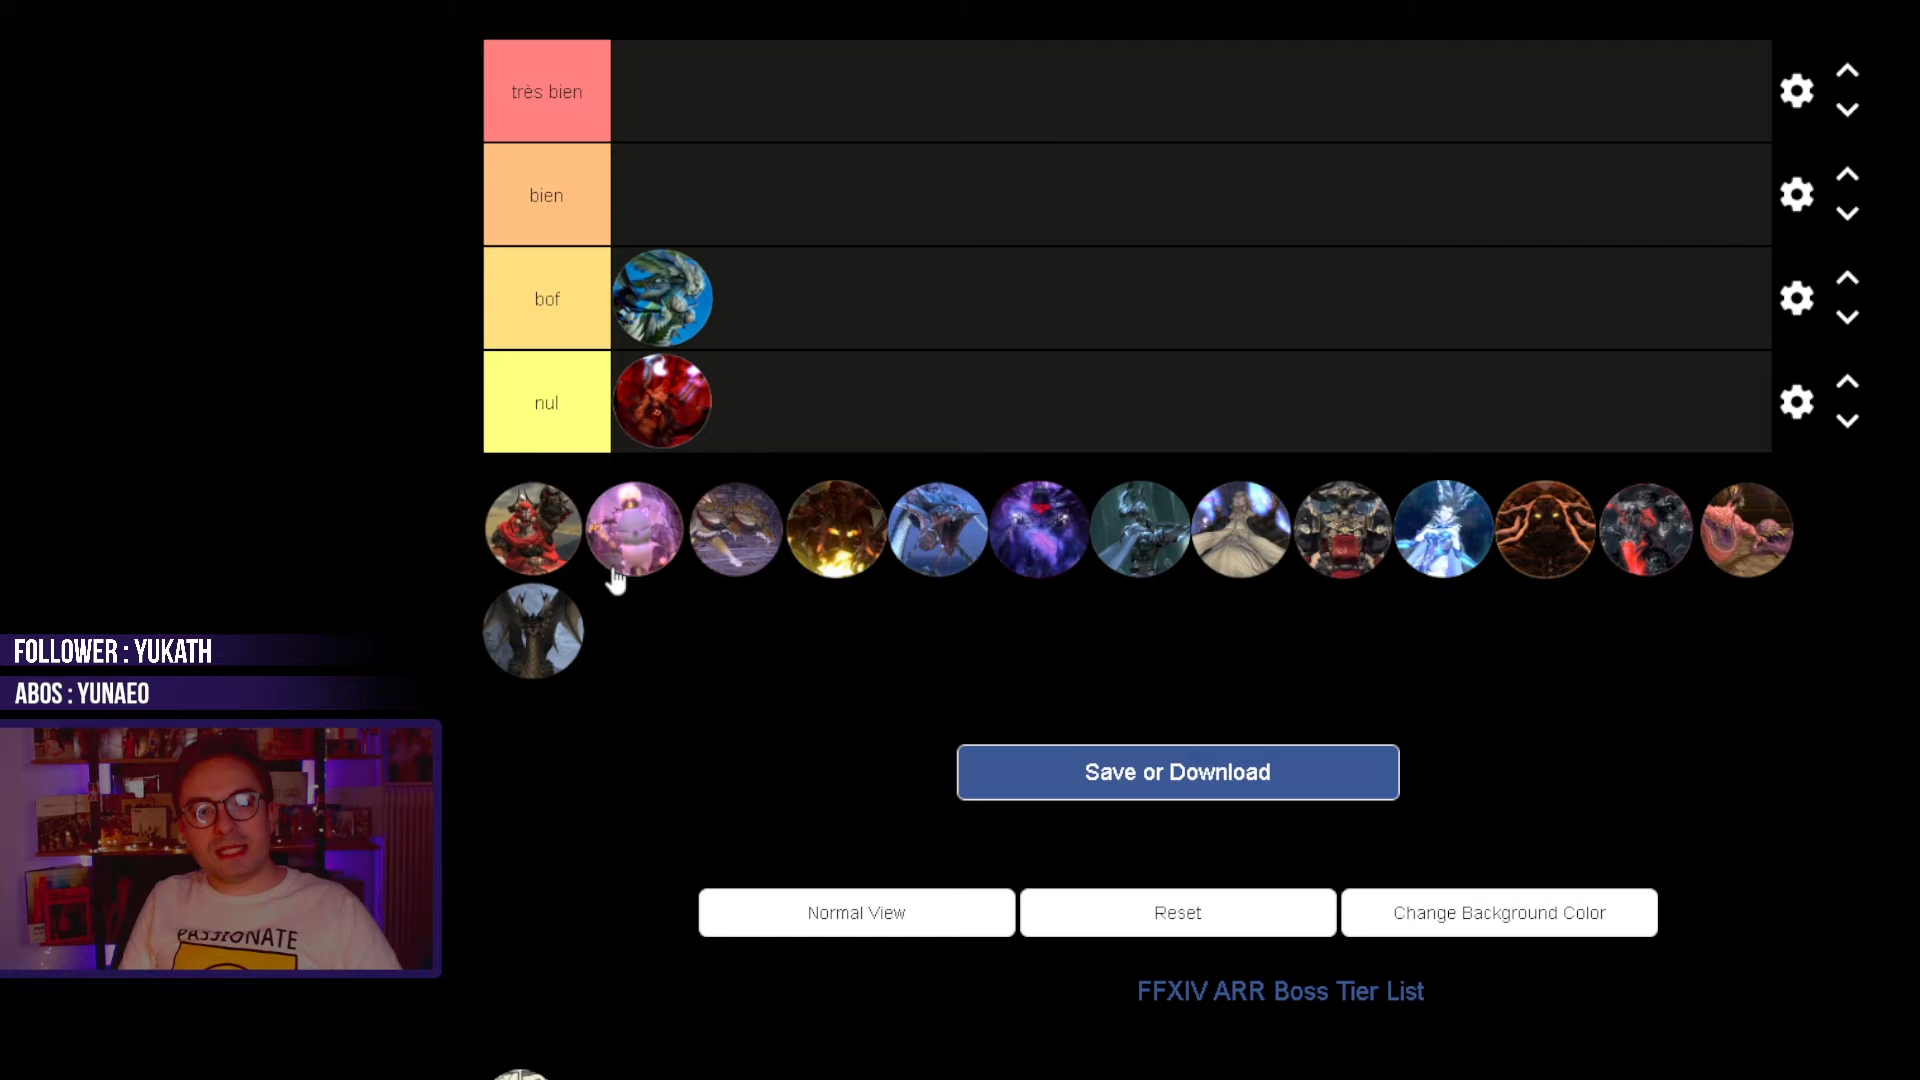 très bien
bien
bof
nul
FOLLOWER : YUKATH
ABOS : YUNAEO
PASSIONATE
Save or Download
Normal View
Reset
Change Background Color
FFXIV ARR Boss Tier List